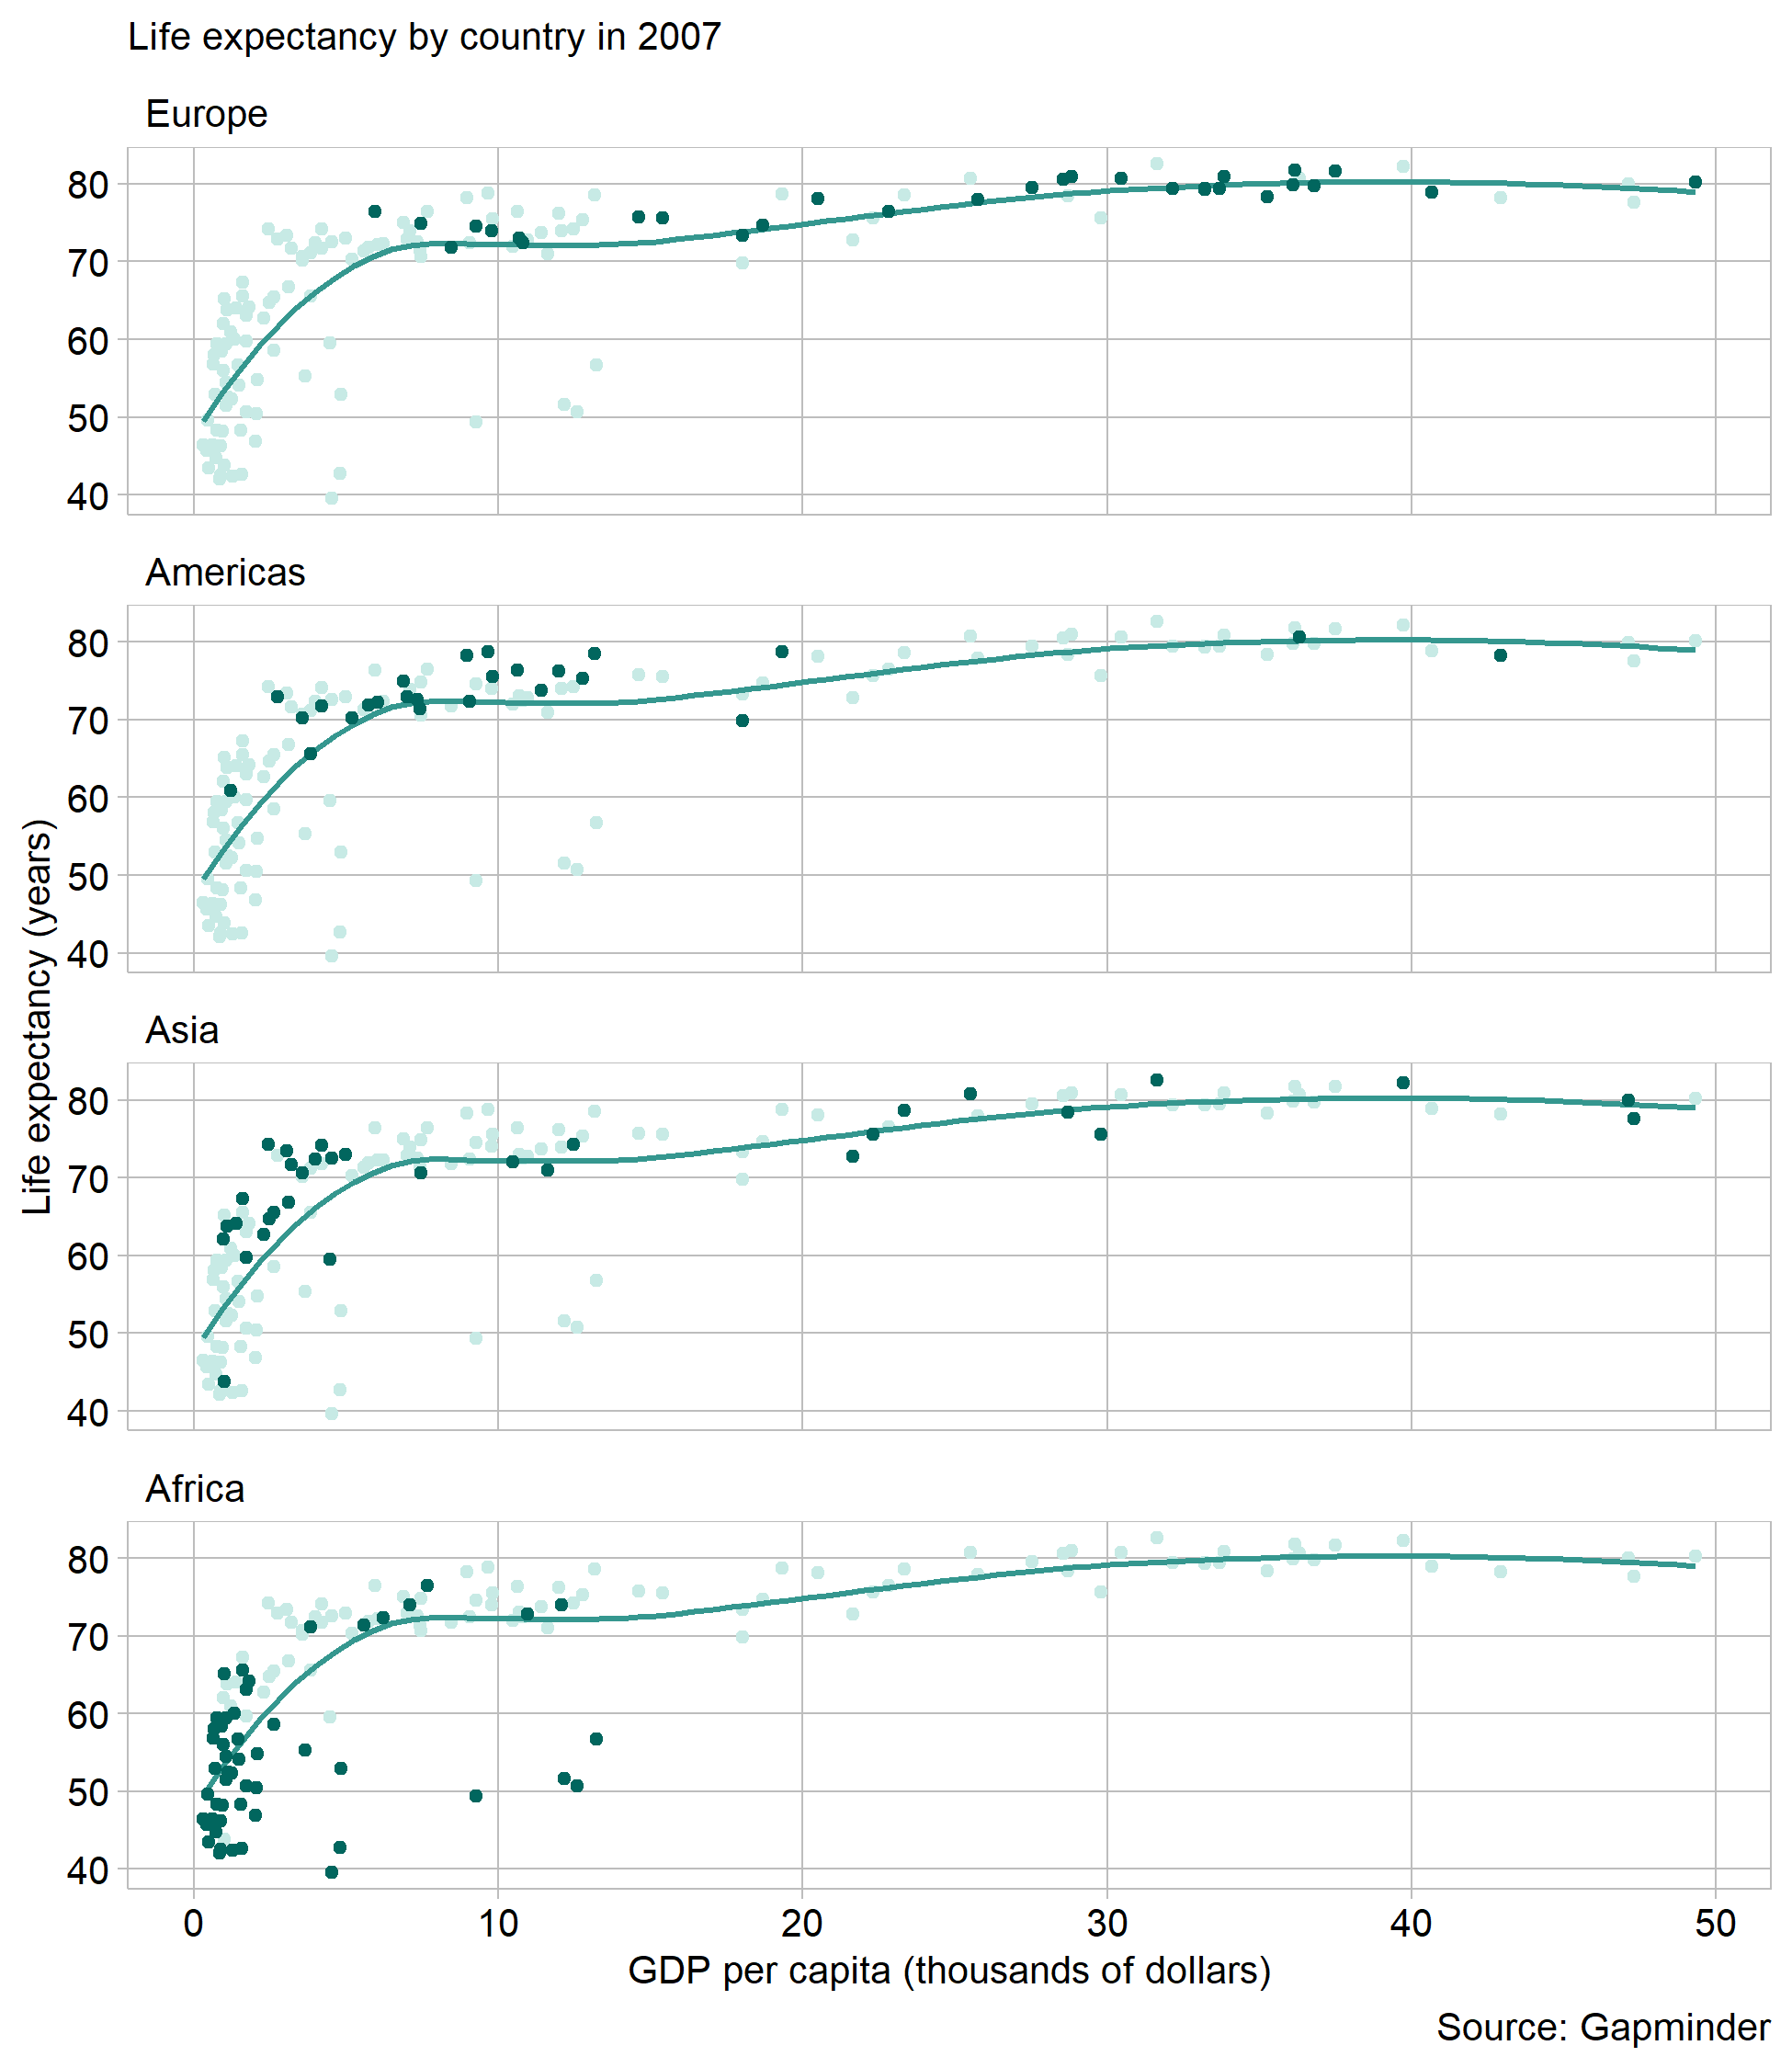 Life expectancy by country in 2007
Europe
80
70
60
50
40
Americas
80
70
60
50
40
Life expectancy (years)
Asia
80
70
60
50
40
Africa
80
70
60
50
40
0 10 20 30 40 50
GDP per capita (thousands of dollars)
Source: Gapminder